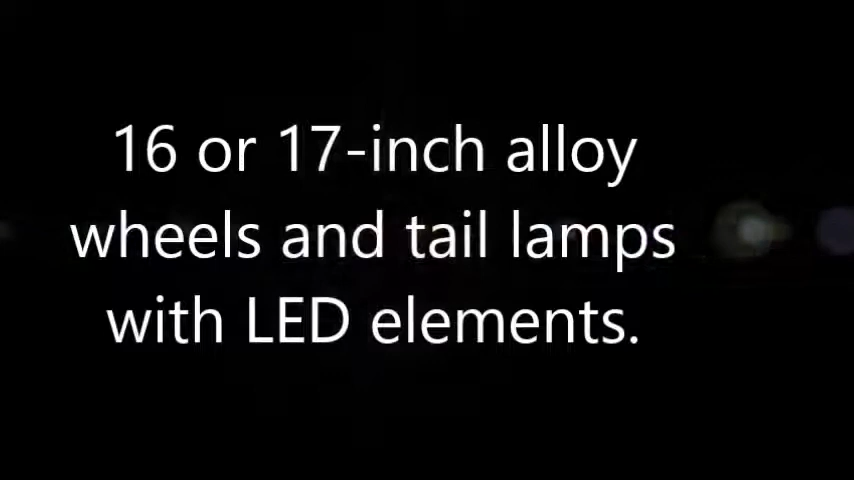 16 or 17-inch alloy
wheels and tail lamps
with LED elements.